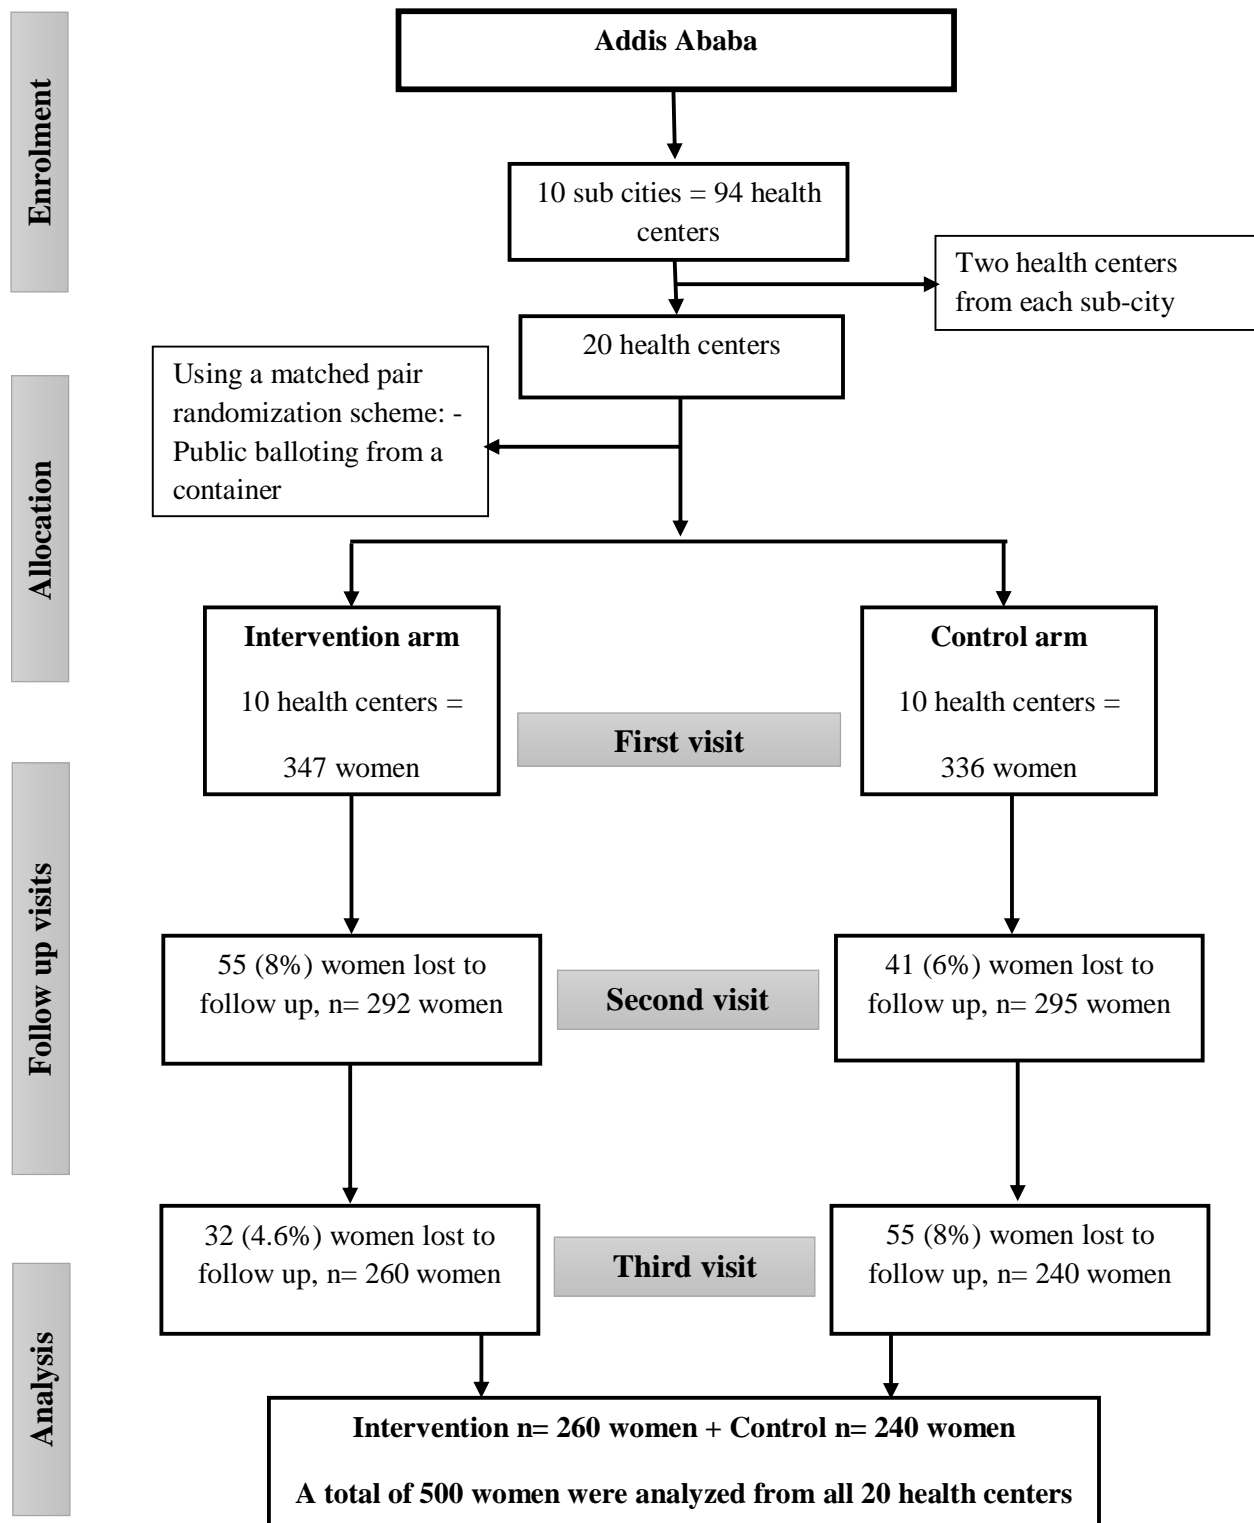 Enrolment
Addis Ababa
10 sub cities = 94 health
centers
Two health centers
from each sub-city
20 health centers
Allocation
Using a matched pair
randomization scheme: -
Public balloting from a
container
Intervention arm
10 health centers =
347 women
Control arm
10 health centers =
336 women
First visit
Follow up visits
55 (8%) women lost to
follow up, n= 292 women
Second visit
41 (6%) women lost to
follow up, n= 295 women
32 (4.6%) women lost to
follow up, n= 260 women
Third visit
55 (8%) women lost to
follow up, n= 240 women
Analysis
Intervention n= 260 women + Control n= 240 women
A total of 500 women were analyzed from all 20 health centers